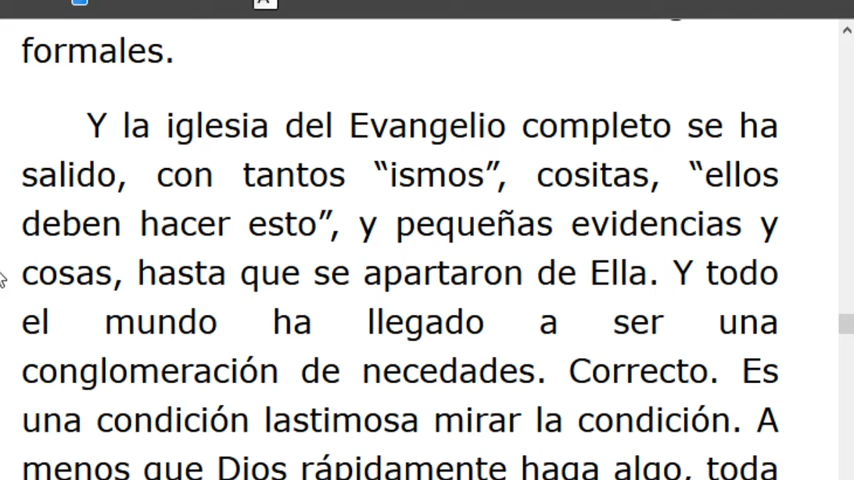 formales.
Y la iglesia del Evangelio completo se ha
salido, con tantos “ismos”, cositas, “ellos
deben hacer esto”, y pequeñas evidencias y
cosas, hasta que se apartaron de Ella. Y todo
el mundo ha llegado a ser una
conglomeración de necedades. Correcto. Es
una condición lastimosa mirar la condición. A
menos que Dios rápidamente haga algo, toda